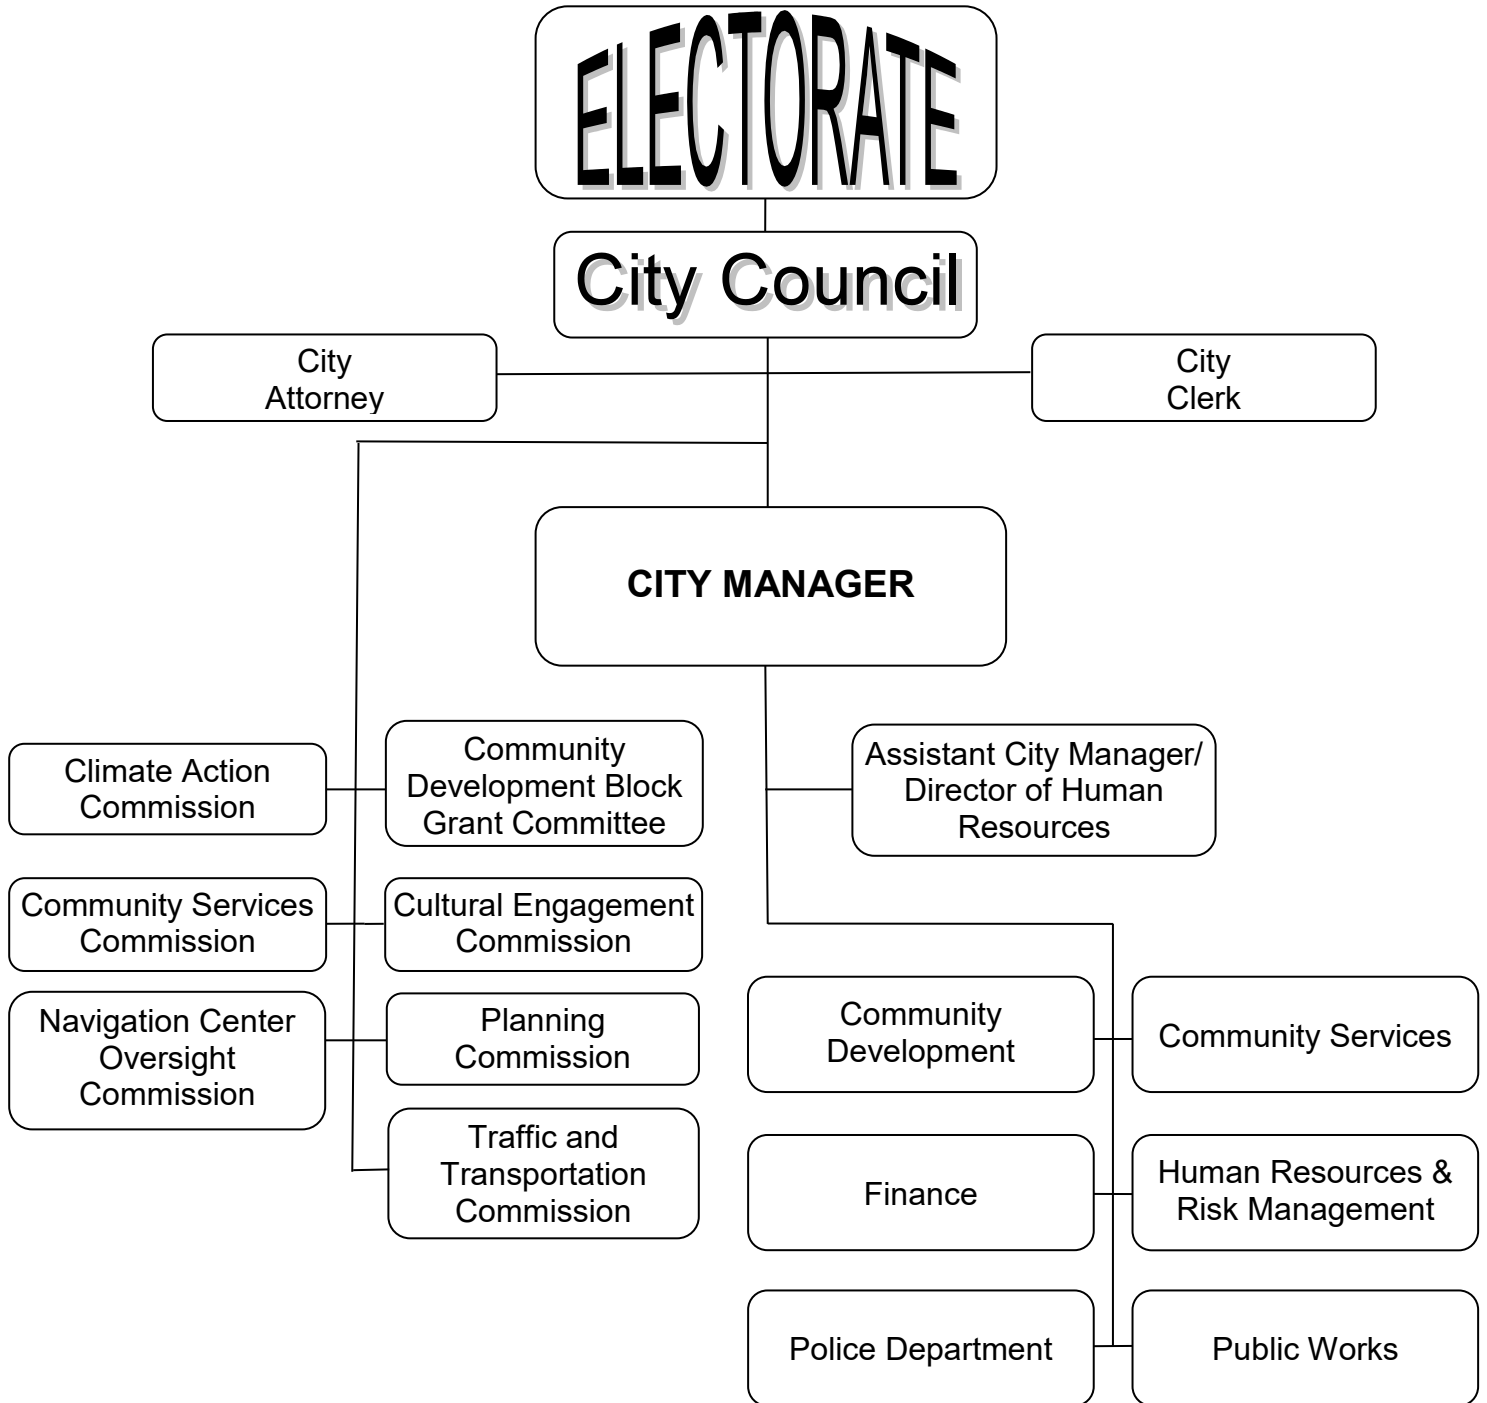 ELECTORATE
City Council
City
Attorney
City
Clerk
CITY MANAGER
Climate Action
Commission
Community
Development Block
Grant Committee
Assistant City Manager/
Director of Human
Resources
Community Services
Commission
Cultural Engagement
Commission
Navigation Center
Oversight
Commission
Planning
Commission
Traffic and
Transportation
Commission
Community
Development
Community Services
Finance
Human Resources &
Risk Management
Police Department
Public Works